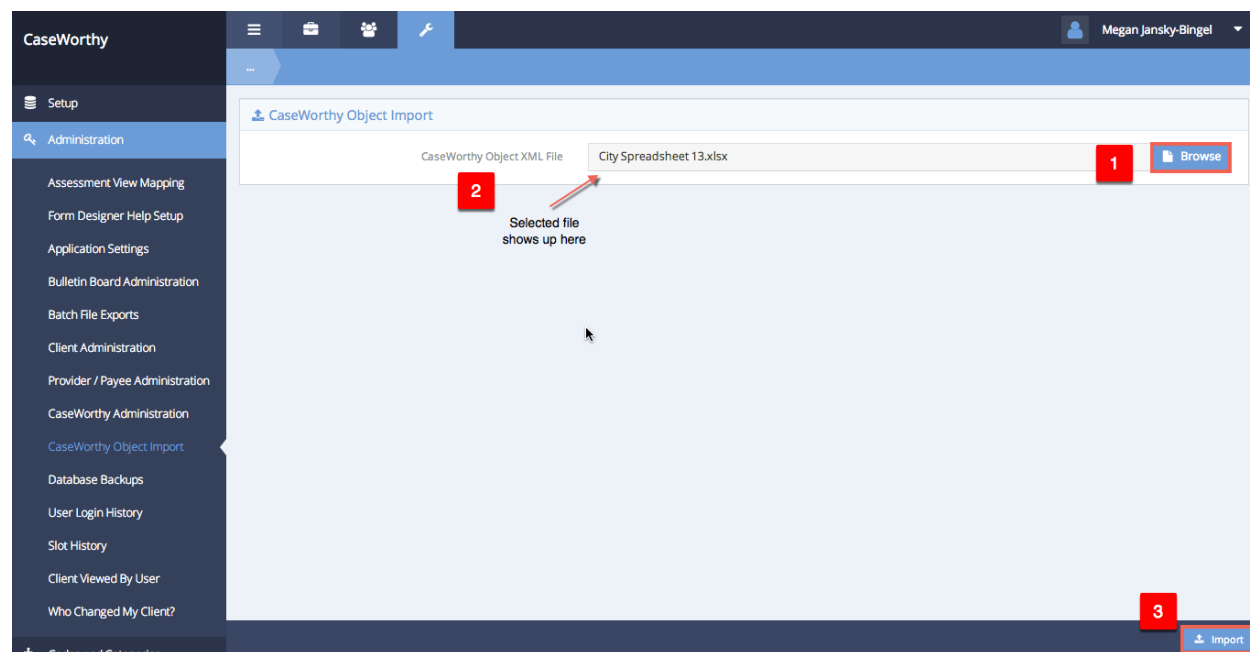 CaseWorthy
Megan Jansky-Bingel
...
Setup
Administration
Assessment View Mapping
Form Designer Help Setup
Application Settings
Bulletin Board Administration
Batch File Exports
Client Administration
Provider / Payee Administration
CaseWorthy Administration
CaseWorthy Object Import
Database Backups
User Login History
Slot History
Client Viewed By User
Who Changed My Client?
CaseWorthy Object Import
CaseWorthy Object XML File
City Spreadsheet 13.xlsx
1
Browse
2
Selected file
shows up here
3
Import